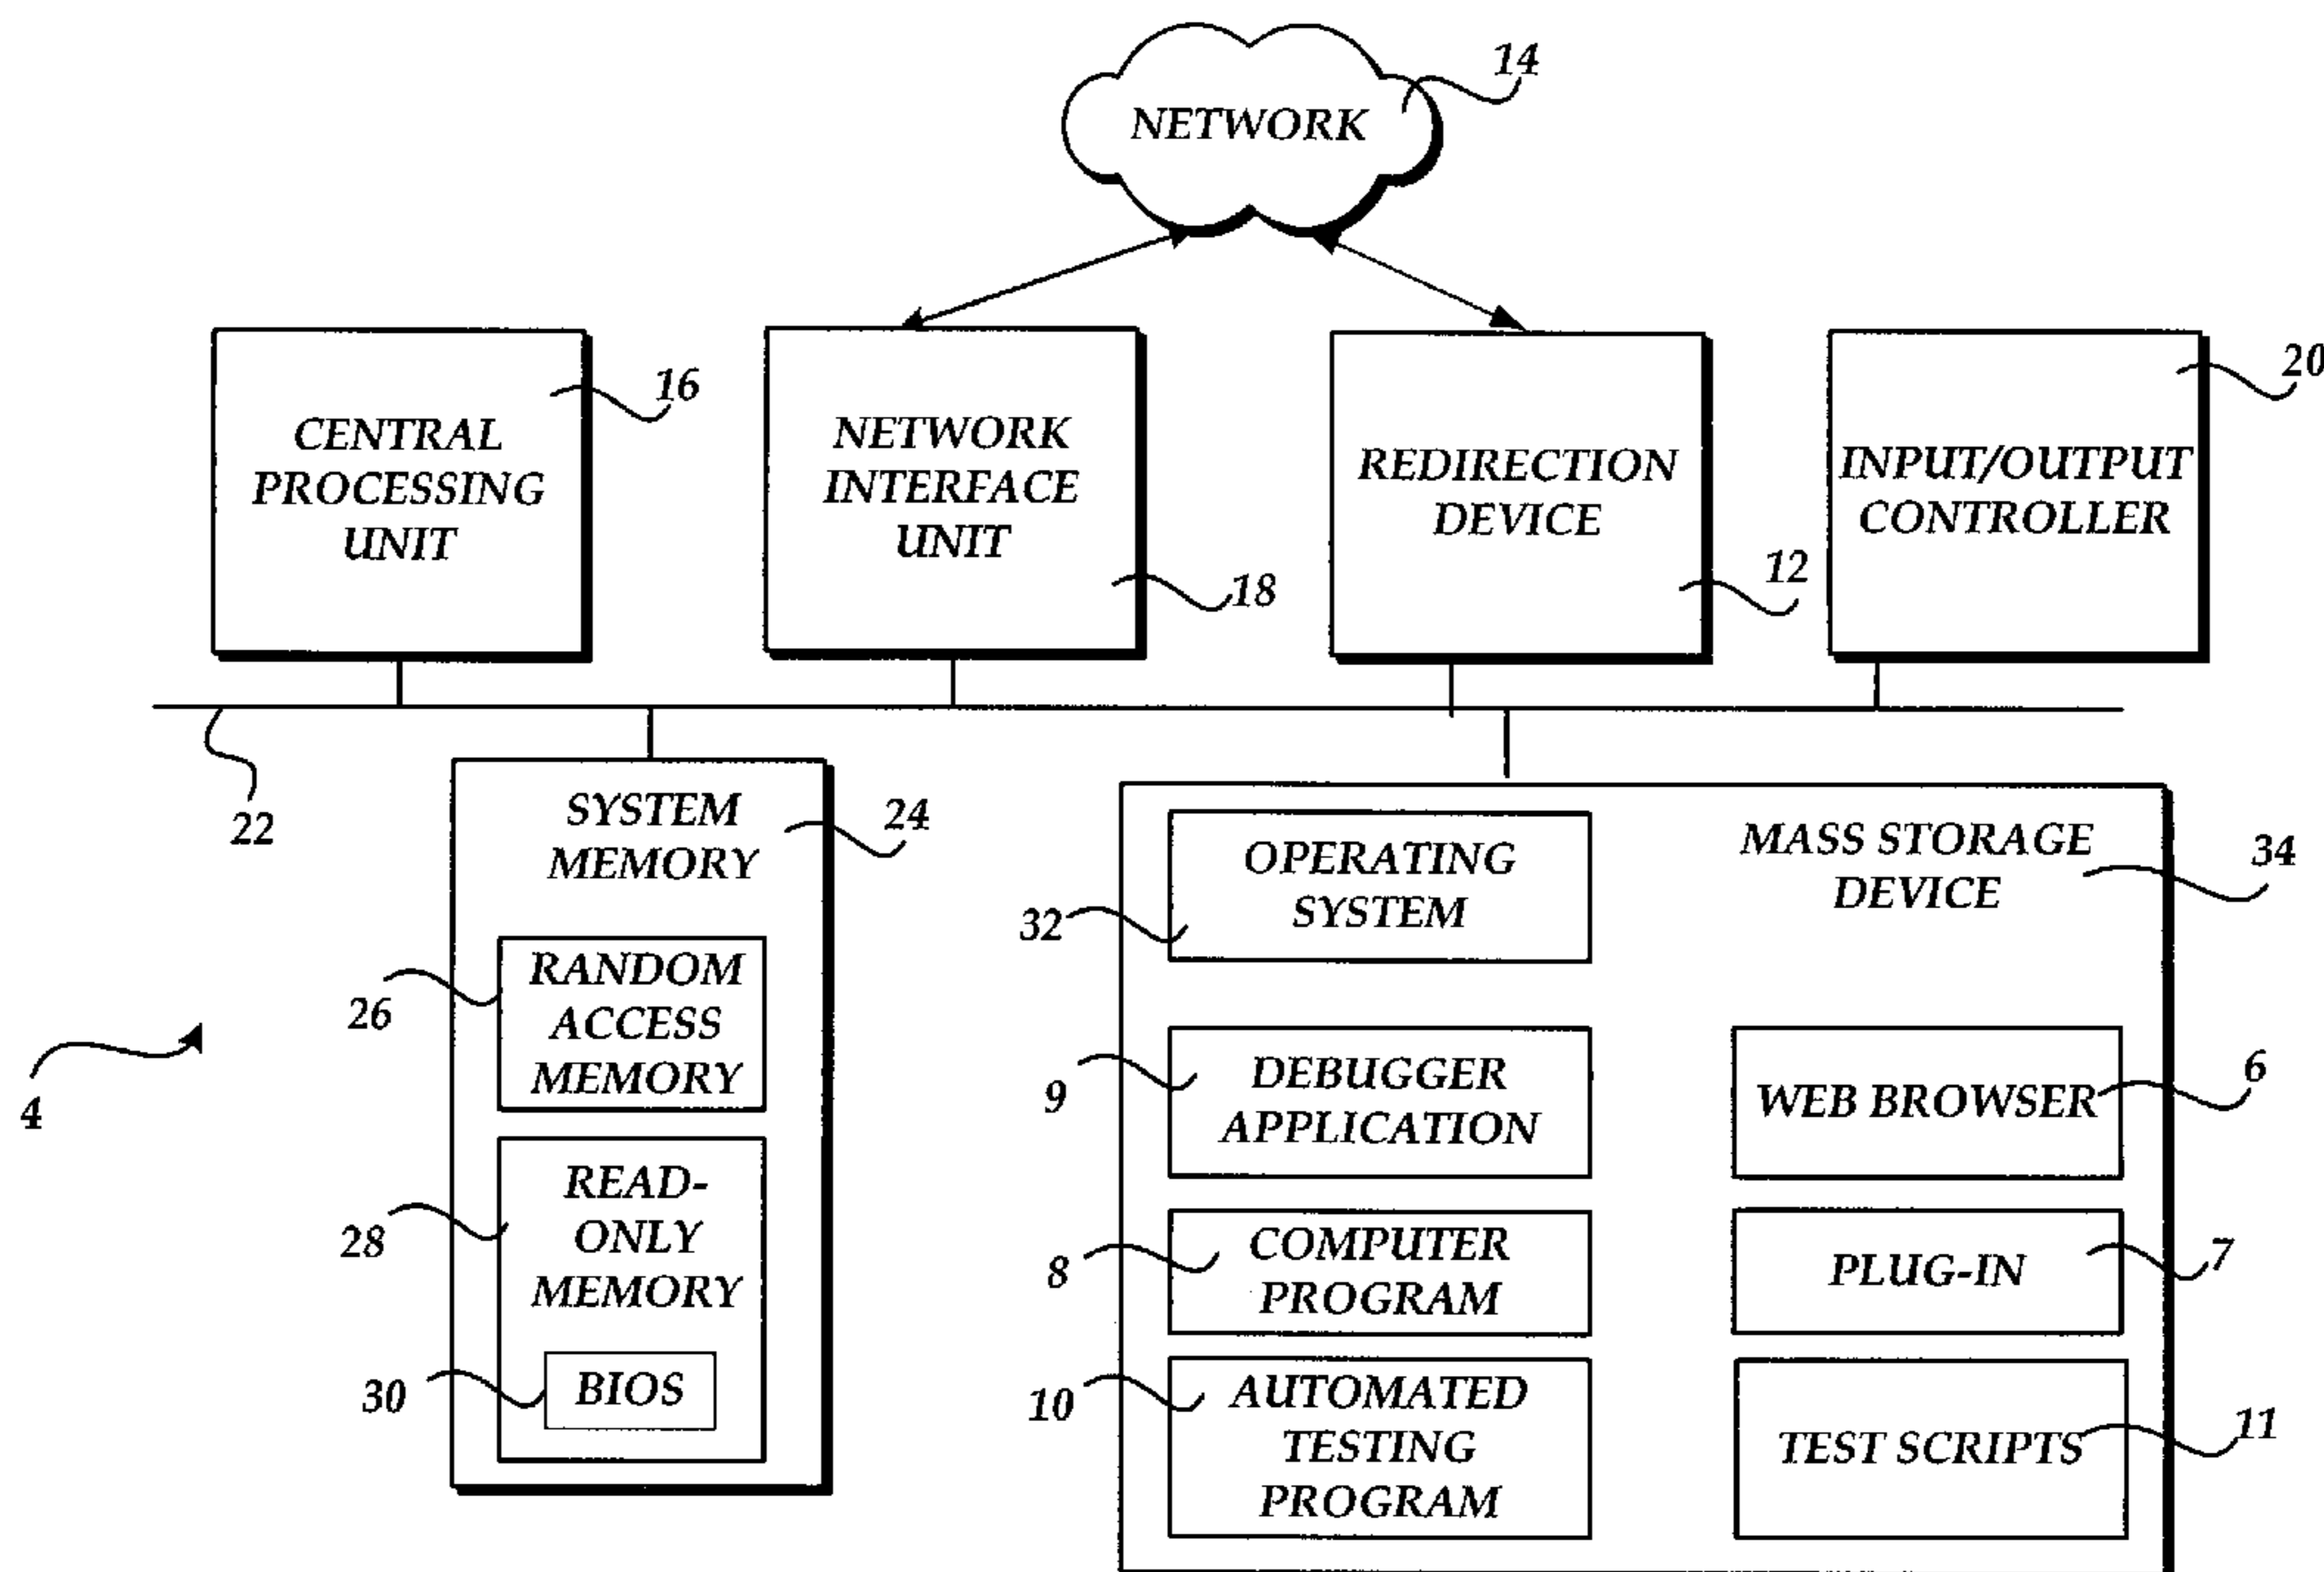 14
NETWORK
16
CENTRAL
PROCESSING
UNIT
NETWORK
INTERFACE
UNIT
18
REDIRECTION
DEVICE
12
20
INPUT/OUTPUT
CONTROLLER
22
SYSTEM
MEMORY
24
RANDOM
ACCESS
MEMORY
26
READ-
ONLY
MEMORY
28
BIOS
30
4
MASS STORAGE
DEVICE
34
OPERATING
SYSTEM
32
DEBUGGER
APPLICATION
9
WEB BROWSER
6
COMPUTER
PROGRAM
8
PLUG-IN
7
AUTOMATED
TESTING
PROGRAM
10
TEST SCRIPTS
11